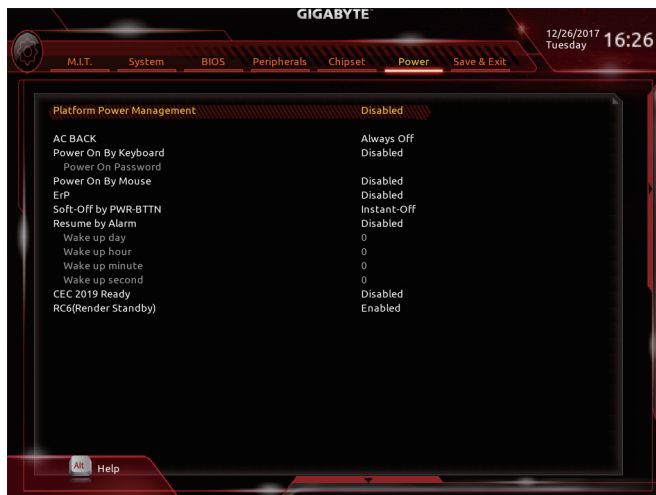 GIGABYTE™
12/26/2017 16:26
Tuesday
M.I.T. System BIOS Peripherals Chipset Power Save & Exit
Platform Power Management Disabled
AC BACK Always Off
Power On By Keyboard Disabled
Power On Password
Power On By Mouse Disabled
ErP Disabled
Soft-Off by PWR-BTTN Instant-Off
Resume by Alarm Disabled
Wake up day 0
Wake up hour 0
Wake up minute 0
Wake up second 0
CEC 2019 Ready Disabled
RC6(Render Standby) Enabled
Alt Help